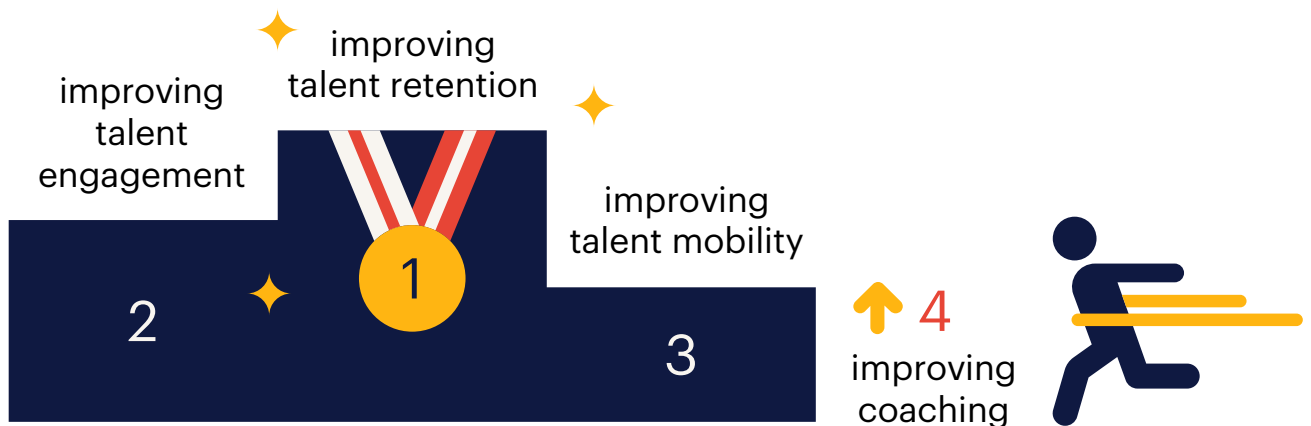 improving
talent retention
1
improving
talent
engagement
2
improving
talent mobility
3
4
improving
coaching